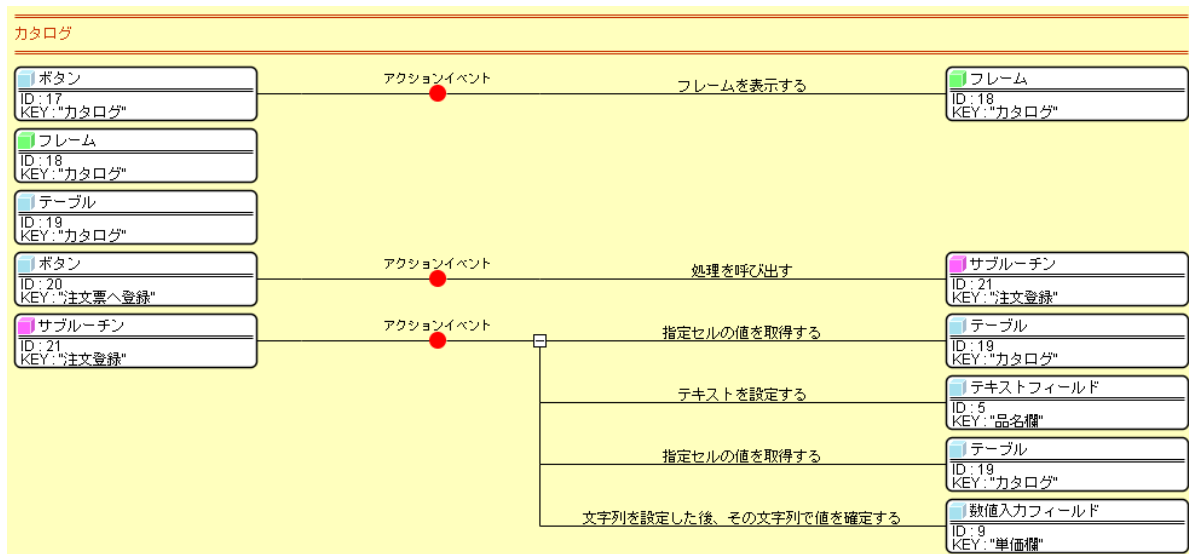 カタログ
ボタン アクションイベント フレームを表示する フレーム
ID : 17 ID : 18
KEY : "カタログ" KEY : "カタログ"
フレーム
ID : 18
KEY : "カタログ"
テーブル
ID : 19
KEY : "カタログ"
ボタン アクションイベント 処理を呼び出す サブルーチン
ID : 20 ID : 21
KEY : "注文票へ登録" KEY : "注文登録"
サブルーチン アクションイベント 指定セルの値を取得する テーブル
ID : 21 ID : 19
KEY : "注文登録" KEY : "カタログ"
テキストを設定する テキストフィールド
ID : 5
KEY : "品名欄"
指定セルの値を取得する テーブル
ID : 19
KEY : "カタログ"
文字列を設定した後、その文字列で値を確定する 数値入力フィールド
ID : 9
KEY : "単価欄"